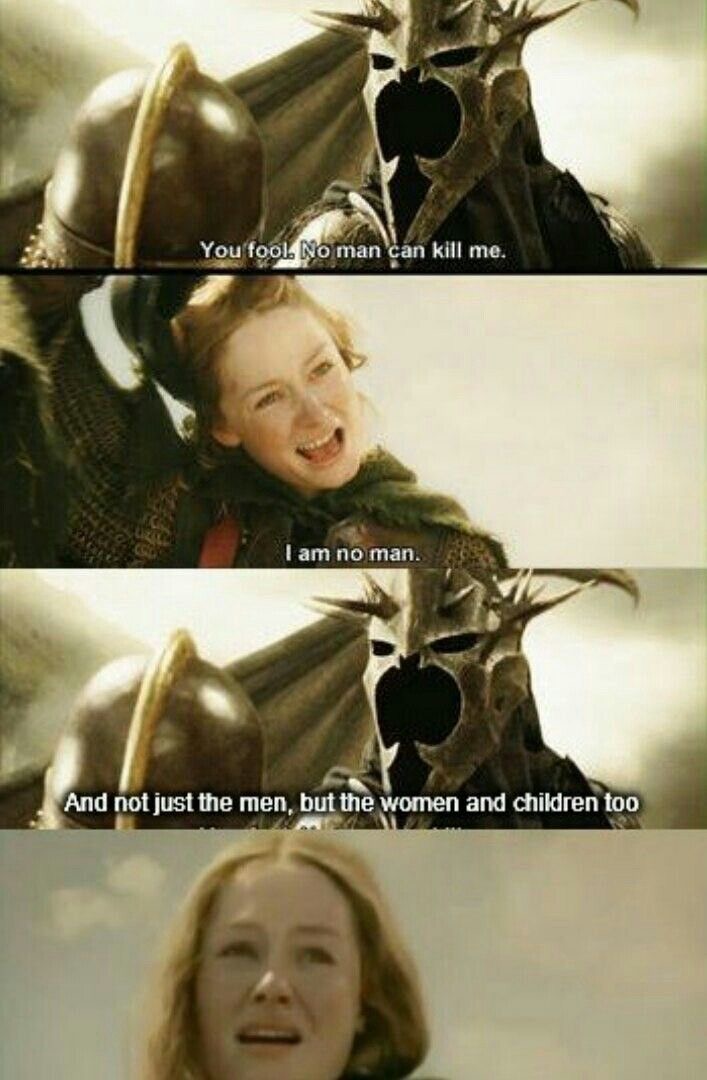 You fool. No man can kill me.
I am no man.
And not just the men, but the women and children too